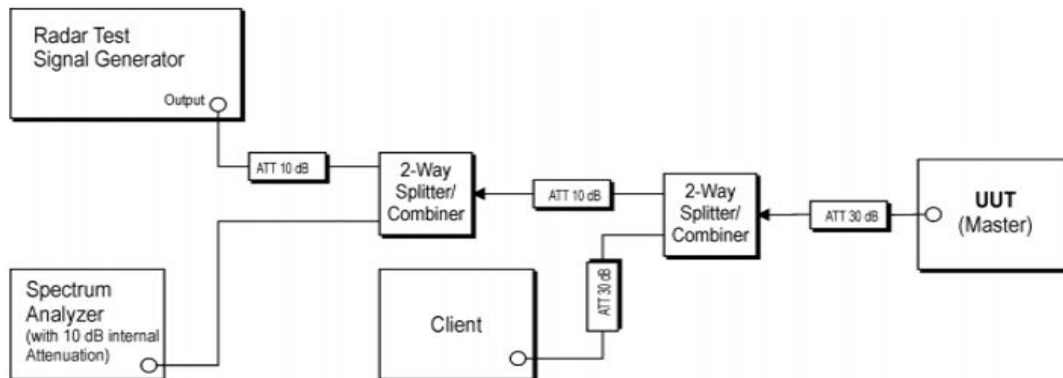 Radar Test
Signal Generator
Output
ATT 10 dB
2-Way
Splitter/
Combiner
ATT 10 dB
2-Way
Splitter/
Combiner
ATT 30 dB
UUT
(Master)
Spectrum
Analyzer
(with 10 dB internal
Attenuation)
Client
ATT 30 dB